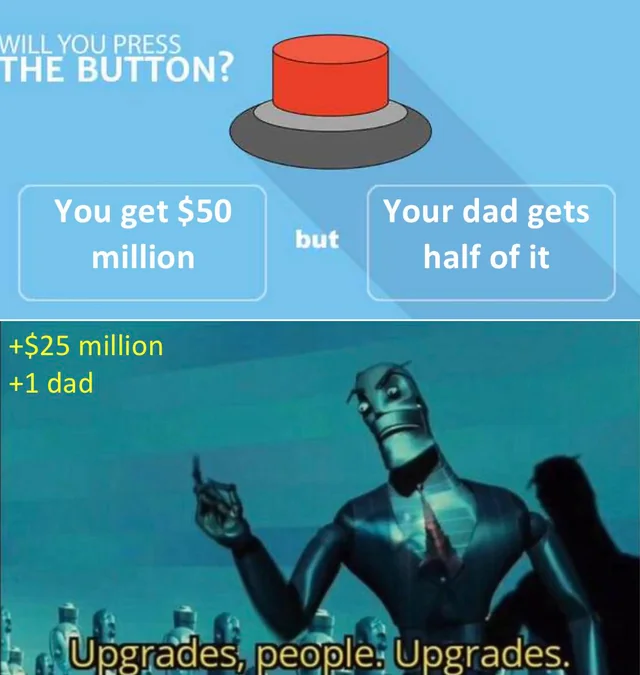 WILL YOU PRESS
THE BUTTON?
You get $50
million
but
Your dad gets
half of it
+$25 million
+1 dad
Upgrades, people. Upgrades.